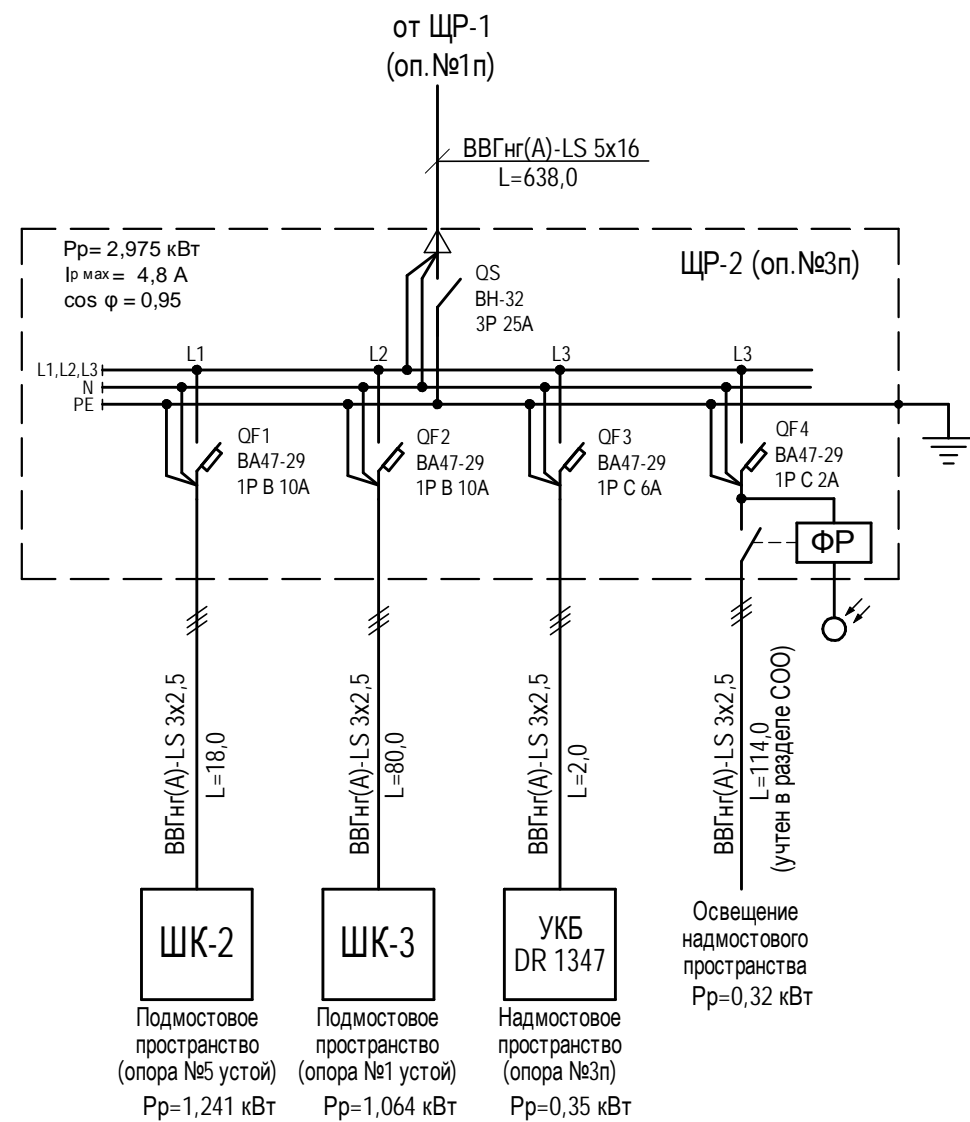 от ЩР-1
(оп.№1п)
ВВГнг(А)-LS 5х16
L=638,0
Рр= 2,975 кВт
Iр мах = 4,8 А
cos φ = 0,95
ЩР-2 (оп.№3п)
QS
ВН-32
3Р 25А
L1,L2,L3
N
PE
L1
L2
L3
L3
QF1
ВА47-29
1Р В 10А
QF2
ВА47-29
1Р В 10А
QF3
ВА47-29
1Р С 6А
QF4
ВА47-29
1Р С 2А
ФР
ВВГнг(А)-LS 3х2,5
L=18,0
ВВГнг(А)-LS 3х2,5
L=80,0
ВВГнг(А)-LS 3х2,5
L=2,0
ВВГнг(А)-LS 3х2,5
L=114,0
(учтен в разделе СОО)
ШК-2
Подмостовое
пространство
(опора №5 устой)
Рр=1,241 кВт
ШК-3
Подмостовое
пространство
(опора №1 устой)
Рр=1,064 кВт
УКБ
DR 1347
Надмостовое
пространство
(опора №3п)
Рр=0,35 кВт
Освещение
надмостового
пространства
Рр=0,32 кВт